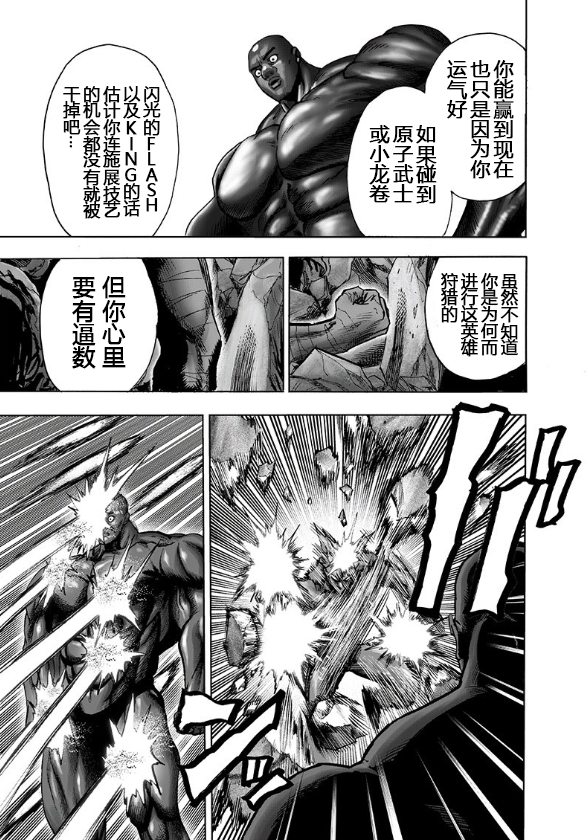 你能赢到现在
也只是因为你
运气好
如果碰到
原子武士
或小龙卷
闪光的FLASH
以及KING的话
估计你连施展技艺
的机会都没有就被
干掉吧…
虽然不知道
你是为何而
进行这英雄
狩猎的
但你心里
要有逼数